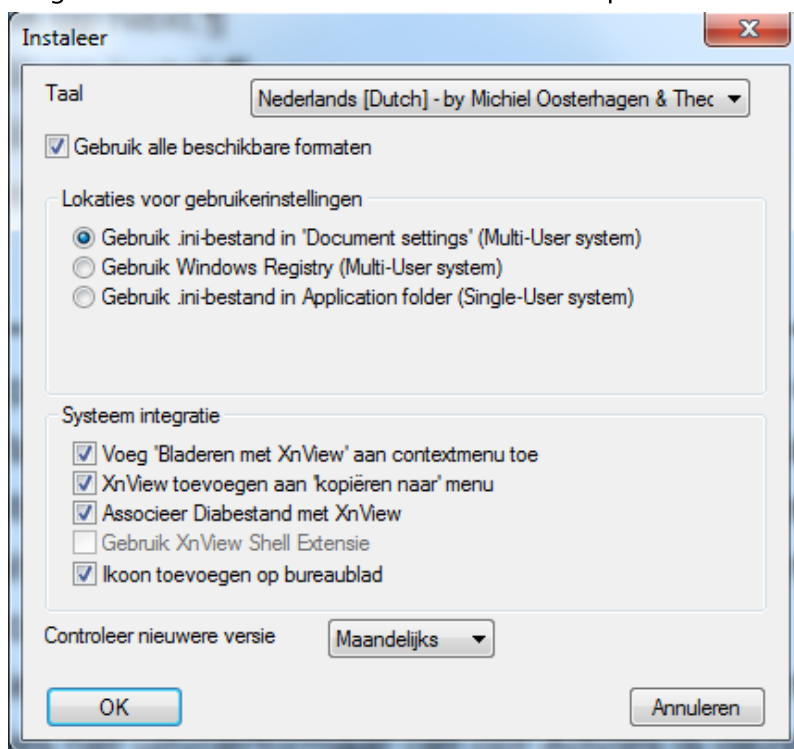 Instaleer
Taal
Nederlands [Dutch] - by Michiel Oosterhagen & Thec
Gebruik alle beschikbare formaten
Lokaties voor gebruikerinstellingen
Gebruik .ini-bestand in 'Document settings' (Multi-User system)
Gebruik Windows Registry (Multi-User system)
Gebruik .ini-bestand in Application folder (Single-User system)
Systeem integratie
Voeg 'Bladeren met XnView' aan contextmenu toe
XnView toevoegen aan 'kopiëren naar' menu
Associeer Diabestand met XnView
Gebruik XnView Shell Extensie
Ikoon toevoegen op bureaublad
Controleer nieuwere versie
Maandelijks
OK
Annuleren